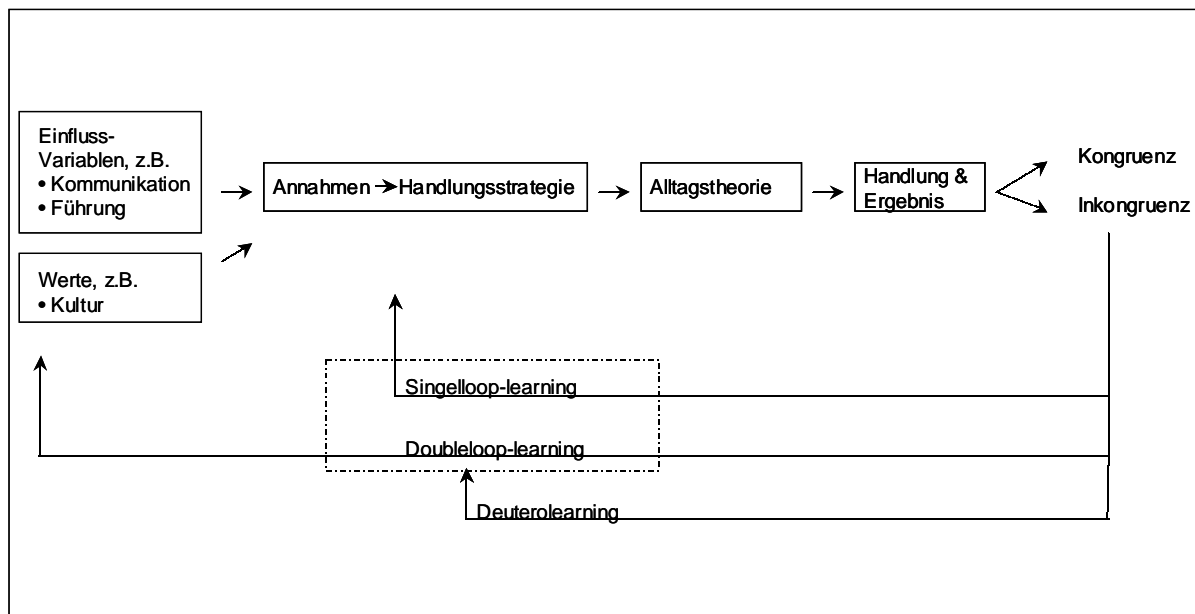 Einfluss-
Variablen, z.B.
• Kommunikation
• Führung
Werte, z.B.
• Kultur
Annahmen → Handlungsstrategie
Alltagstheorie
Handlung &
Ergebnis
Kongruenz
Inkongruenz
Singelloop-learning
Doubleloop-learning
Deuterolearning